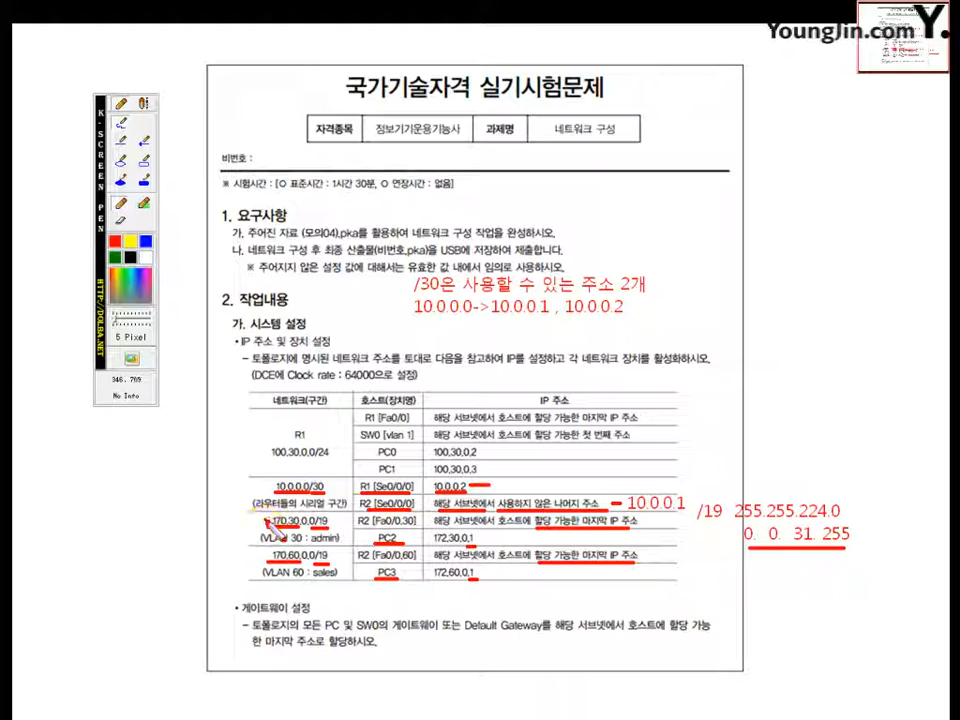 YoungJin.com Y.
국가기술자격 실기시험문제
자격종목 정보기기운용기능사 과제명 네트워크 구성
비번호 :
※ 시험시간 : [○ 표준시간 : 1시간 30분, ○ 연장시간 : 없음]
1. 요구사항
가. 주어진 자료 (모의04).pka를 활용하여 네트워크 구성 작업을 완성하시오.
나. 네트워크 구성 후 최종 산출물(비번호.pka)을 USB에 저장하여 제출합니다.
※ 주어지지 않은 설정 값에 대해서는 유효한 값 내에서 임의로 사용하시오.
/30은 사용할 수 있는 주소 2개
10.0.0.0->10.0.0.1 , 10.0.0.2
2. 작업내용
가. 시스템 설정
• IP 주소 및 장치 설정
- 토폴로지에 명시된 네트워크 주소를 토대로 다음을 참고하여 IP를 설정하고 각 네트워크 장치를 활성화하시오.
(DCE에 Clock rate : 64000으로 설정)
네트워크(구간) 호스트(장치명) IP 주소
R1 [Fa0/0] 해당 서브넷에서 호스트에 할당 가능한 마지막 IP 주소
R1 SW0 [vlan 1] 해당 서브넷에서 호스트에 할당 가능한 첫 번째 주소
100.30.0.0/24 PC0 100.30.0.2
PC1 100.30.0.3
10.0.0.0/30 R1 [Se0/0/0] 10.0.0.2
(라우터들의 시리얼 구간) R2 [Se0/0/0] 해당 서브넷에서 사용하지 않은 나머지 주소 - 10.0.0.1
170.30.0.0/19 R2 [Fa0/0.30] 해당 서브넷에서 호스트에 할당 가능한 마지막 IP 주소
(VLAN 30 : admin) PC2 172.30.0.1
170.60.0.0/19 R2 [Fa0/0.60] 해당 서브넷에서 호스트에 할당 가능한 마지막 IP 주소
(VLAN 60 : sales) PC3 172.60.0.1
/19 255.255.224.0
0. 0. 31. 255
• 게이트웨이 설정
- 토폴로지의 모든 PC 및 SW0의 게이트웨이 또는 Default Gateway를 해당 서브넷에서 호스트에 할당 가능
한 마지막 주소로 할당하시오.
K-SCREEN PEN
HTTP://DOLBA.NET
5 Pixel
346, 709
No Info